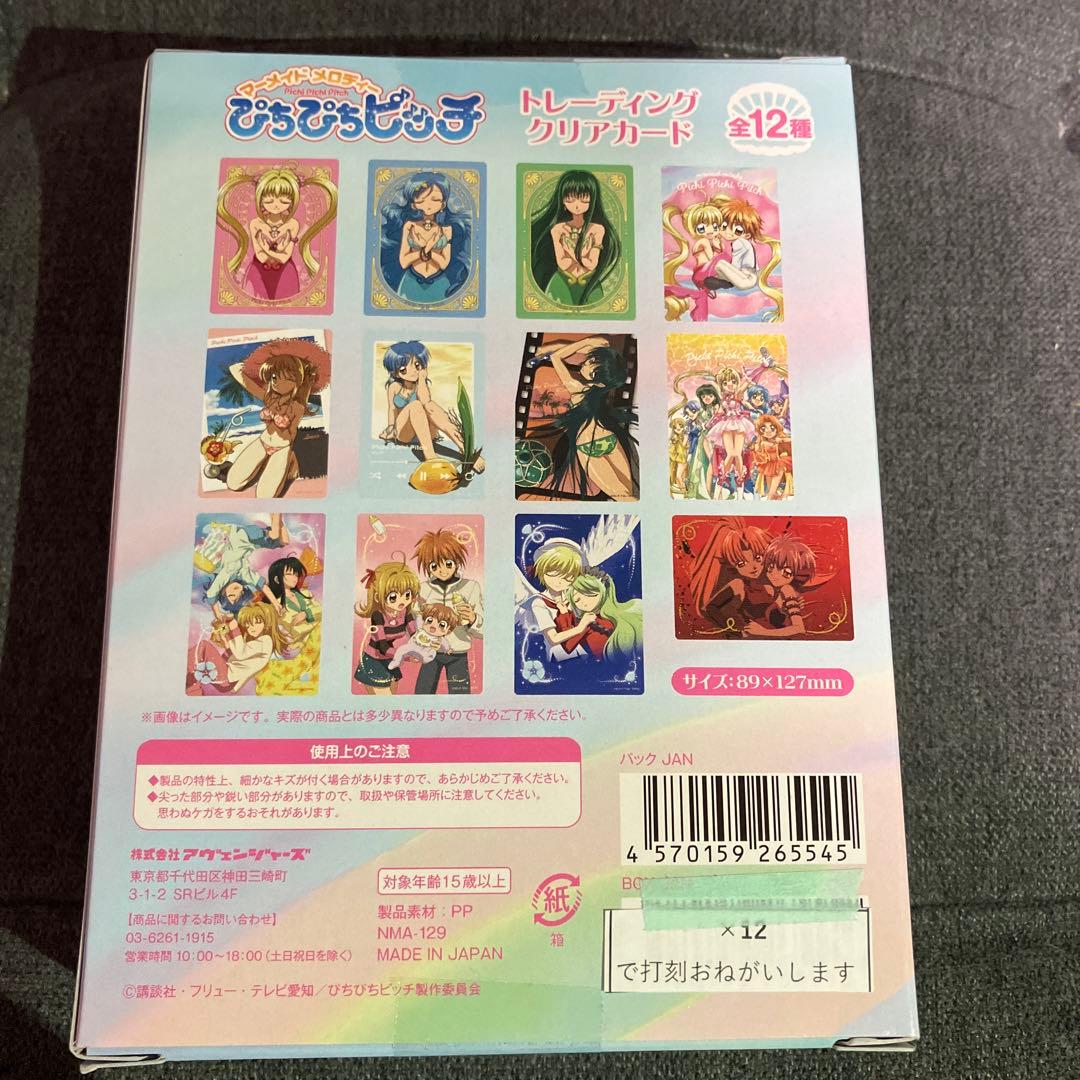 マーメイド メロディー
Pichi Pichi Pitch
ぴちぴちピッチ
トレーディング
クリアカード
全12種
Pichi Pichi Pitch
Pichi Pichi Pitch
Pichi Pichi Pitch
Pichi Pichi Pitch
サイズ:89×127mm
※画像はイメージです。実際の商品とは多少異なりますので予めご了承ください。
使用上のご注意
◆製品の特性上、細かなキズが付く場合がありますので、あらかじめご了承ください。
◆尖った部分や鋭い部分がありますので、取扱や保管場所に注意してください。
思わぬケガをするおそれがあります。
パック JAN
4 570159 265545
株式会社アヴェンジャーズ
東京都千代田区神田三崎町
3-1-2 SRビル4F
【商品に関するお問い合わせ】
03-6261-1915
営業時間 10:00～18:00（土日祝日を除く）
対象年齢15歳以上
製品素材:PP
NMA-129
MADE IN JAPAN
紙
箱
×12
で打刻おねがいします
©講談社・フリュー・テレビ愛知/ぴちぴちピッチ製作委員会